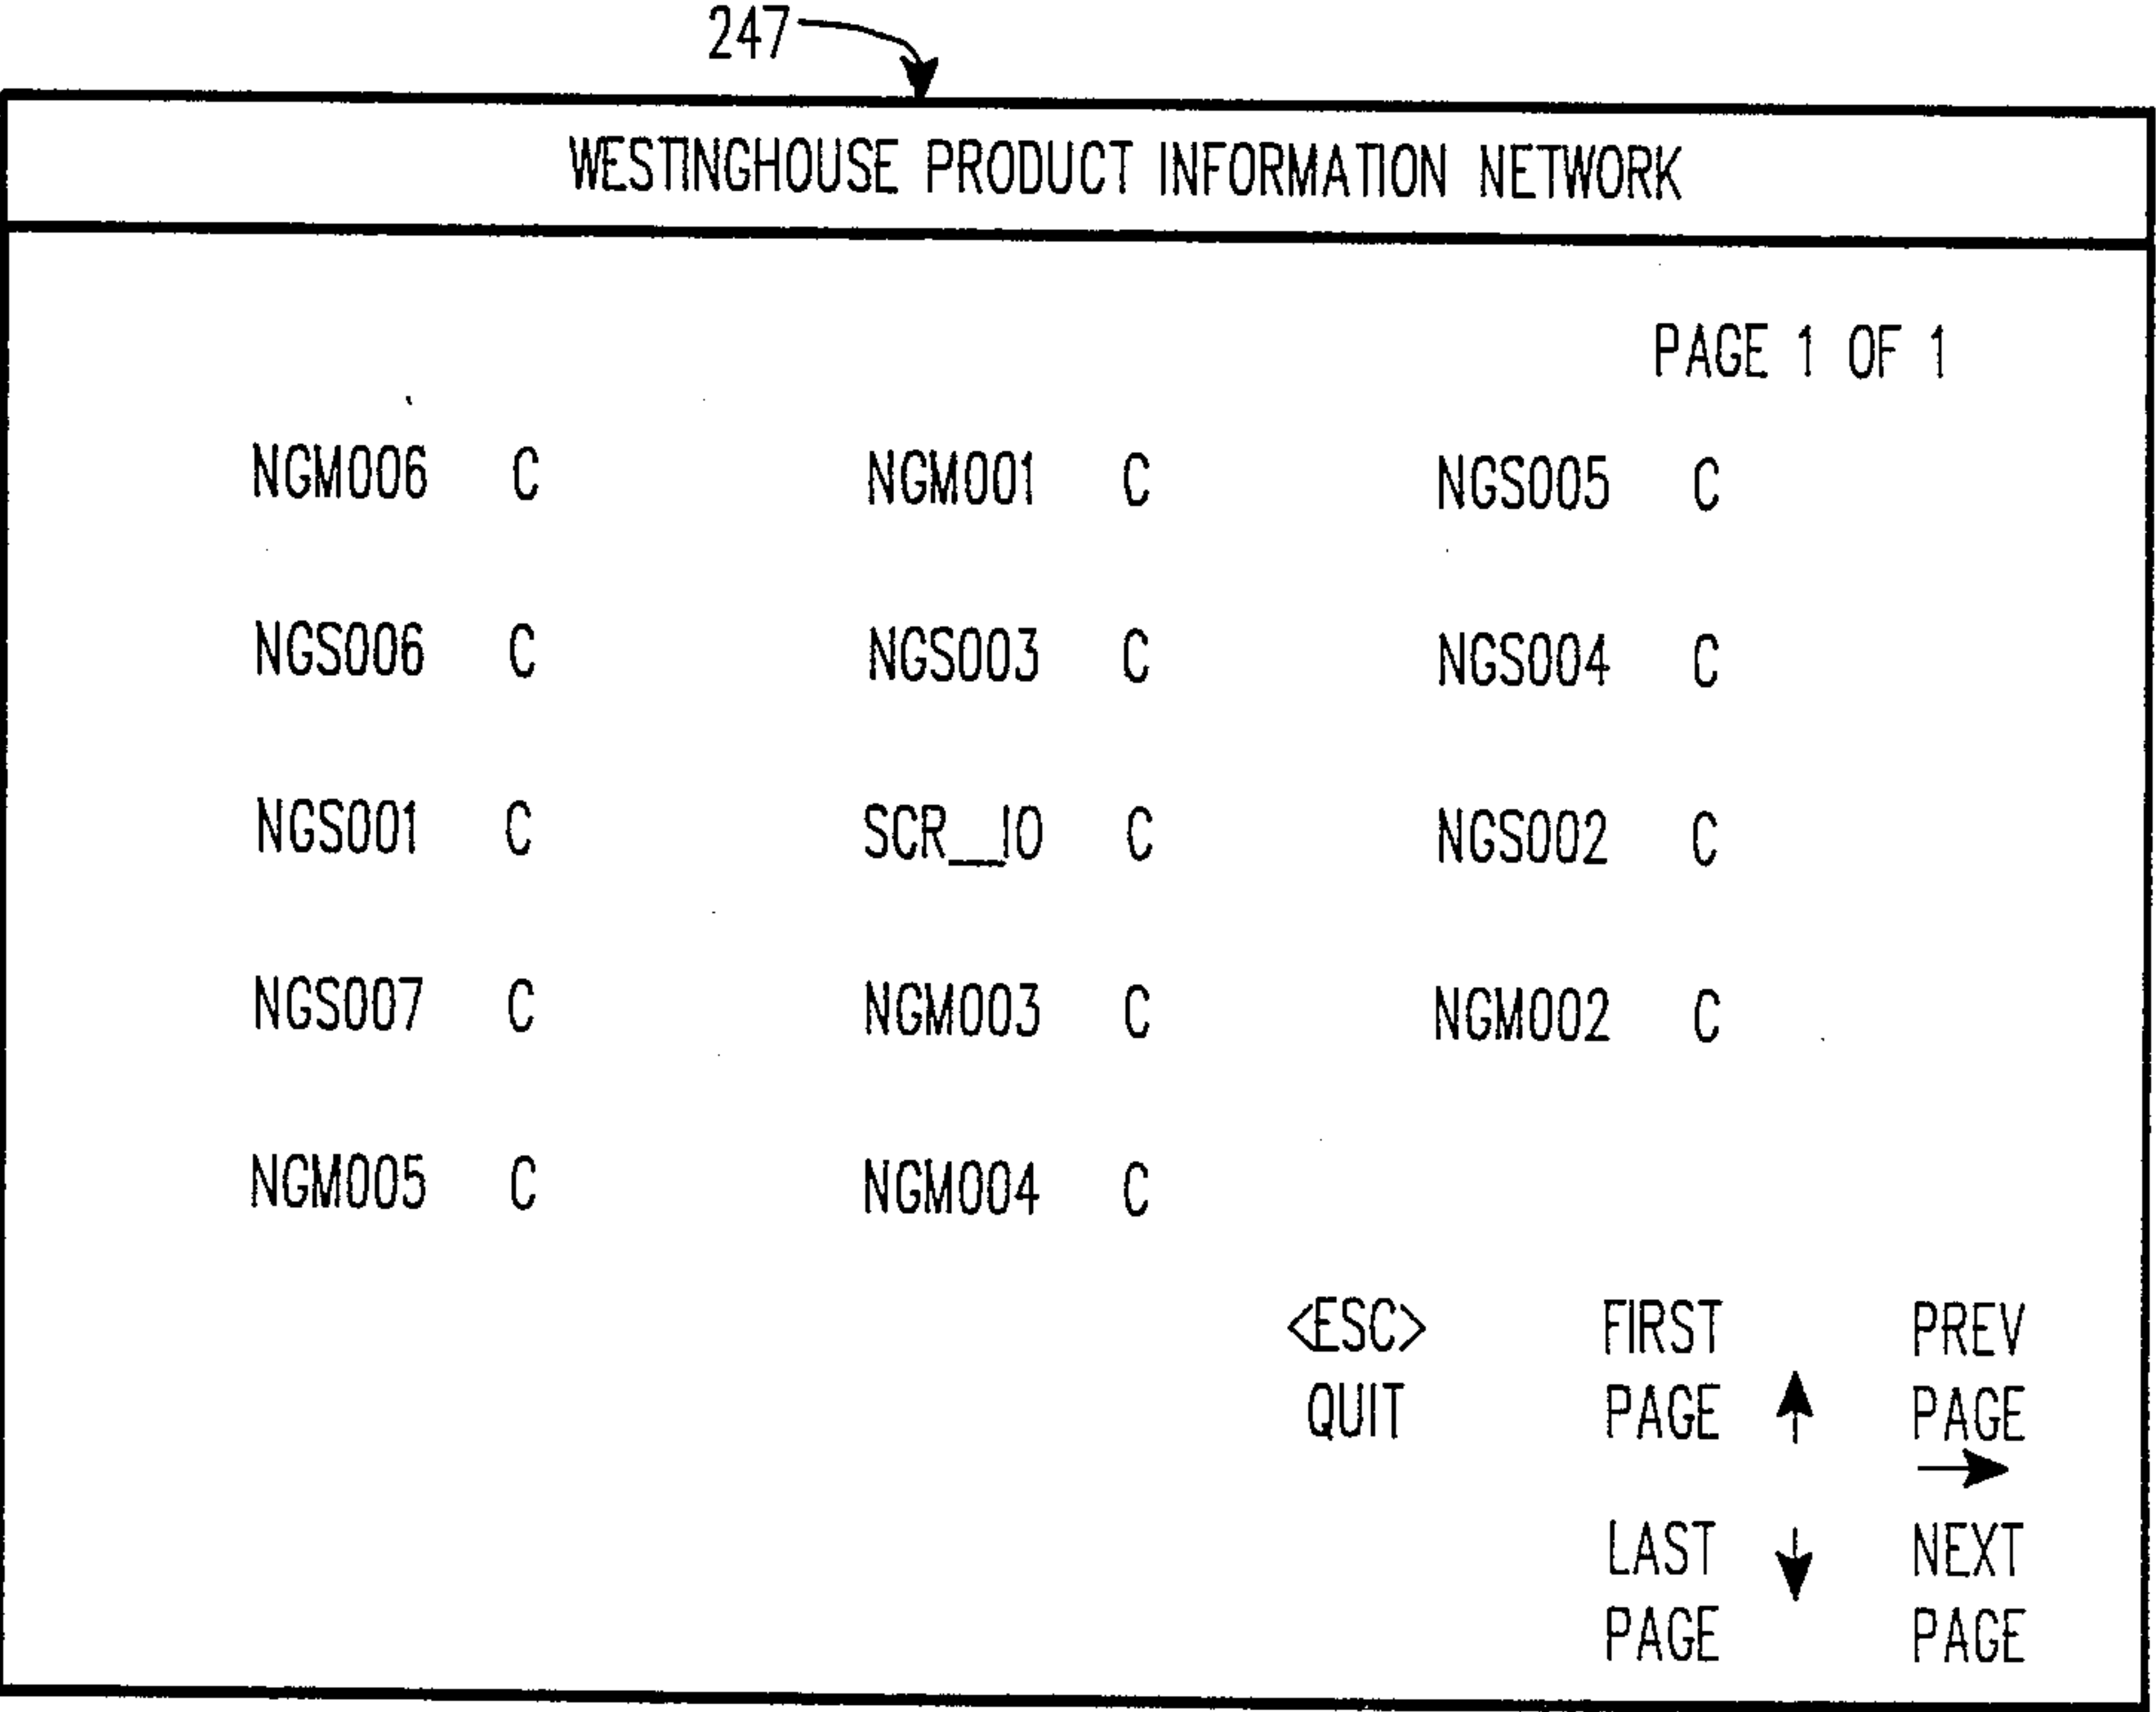 247
WESTINGHOUSE PRODUCT INFORMATION NETWORK
PAGE 1 OF 1
NGM006 C NGM001 C NGS005 C
NGS006 C NGS003 C NGS004 C
NGS001 C SCR__IO C NGS002 C
NGS007 C NGM003 C NGM002 C
NGM005 C NGM004 C
<ESC> FIRST PREV
QUIT PAGE ↑ PAGE
→
LAST ↓ NEXT
PAGE PAGE